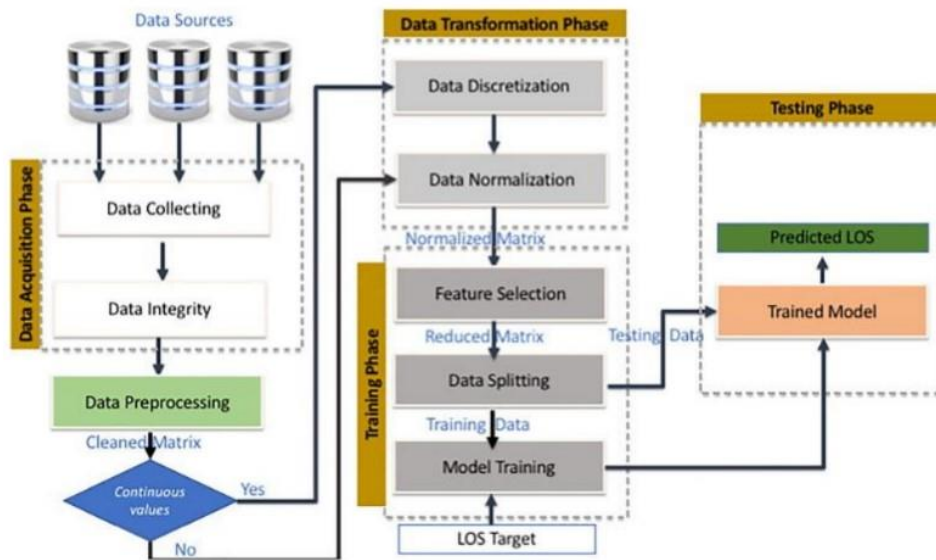 Data Sources
Data Acquisition Phase
Data Collecting
Data Integrity
Data Preprocessing
Cleaned Matrix
Continuous
values
Yes
No
Data Transformation Phase
Data Discretization
Data Normalization
Normalized Matrix
Training Phase
Feature Selection
Reduced Matrix
Data Splitting
Testing Data
Training Data
Model Training
LOS Target
Testing Phase
Predicted LOS
Trained Model